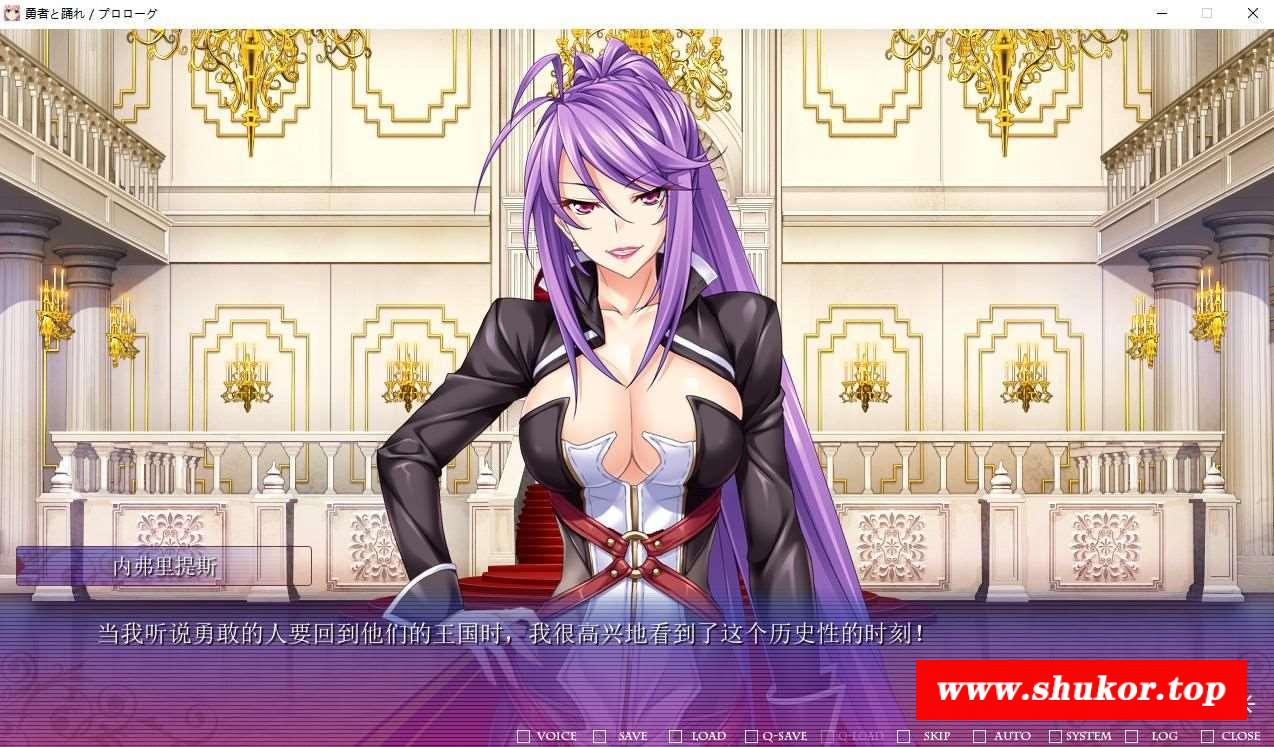 勇者と踊れ / プロローグ
内弗里提斯
当我听说勇敢的人要回到他们的王国时，我很高兴地看到了这个历史性的时刻！
www.shukor.top
VOICE SAVE LOAD Q-SAVE Q-LOAD SKIP AUTO SYSTEM LOG CLOSE